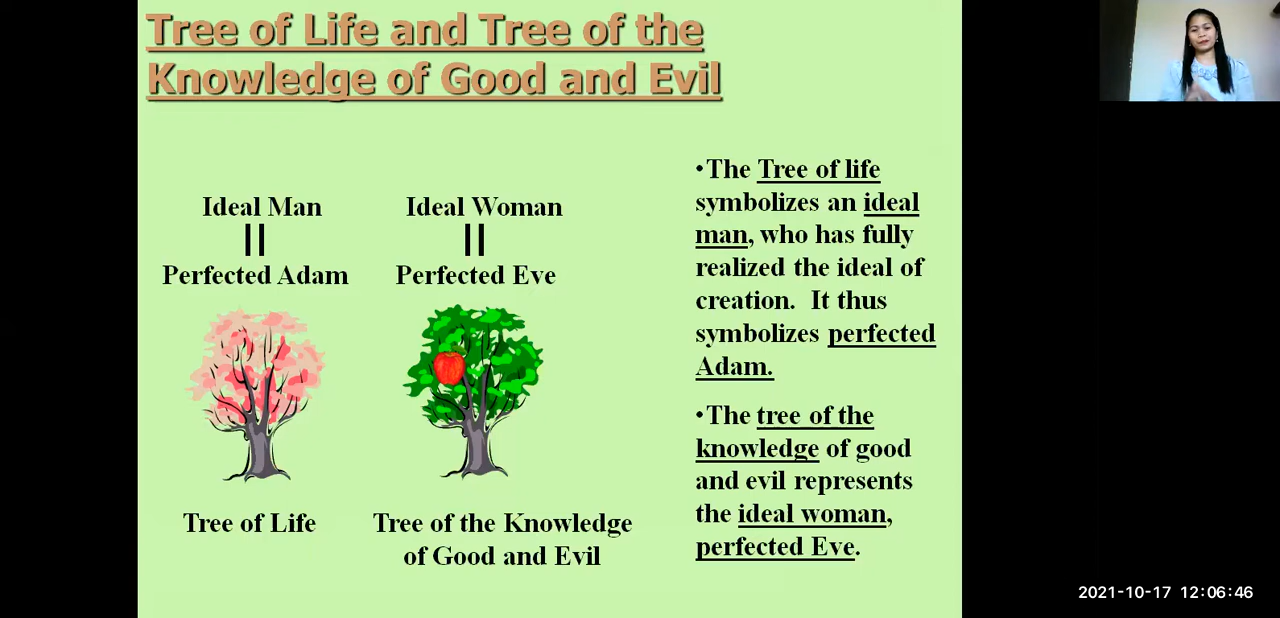 Tree of Life and Tree of the
Knowledge of Good and Evil
Ideal Man
Ideal Woman
Perfected Adam
Perfected Eve
Tree of Life
Tree of the Knowledge
of Good and Evil
•The Tree of life
symbolizes an ideal
man, who has fully
realized the ideal of
creation. It thus
symbolizes perfected
Adam.
•The tree of the
knowledge of good
and evil represents
the ideal woman,
perfected Eve.
2021-10-17 12:06:46